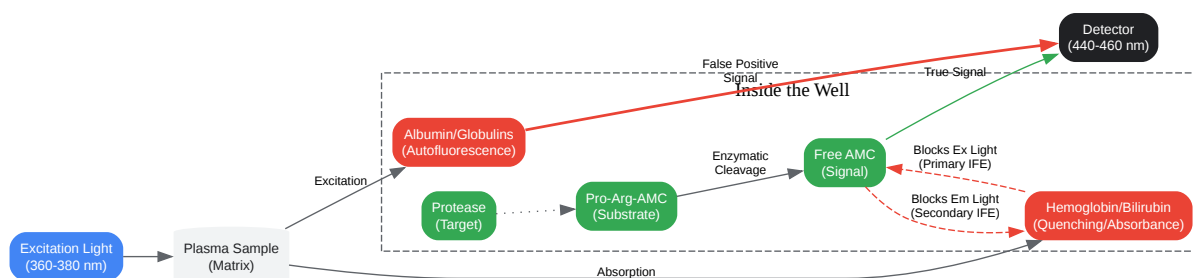 Detector
(440-460 nm)
False Positive
Signal
True Signal
Inside the Well
Albumin/Globulins
(Autofluorescence)
Excitation
Enzymatic
Cleavage
Free AMC
(Signal)
Blocks Ex Light
(Primary IFE)
Protease
(Target)
Pro-Arg-AMC
(Substrate)
Blocks Em Light
(Secondary IFE)
Hemoglobin/Bilirubin
(Quenching/Absorbance)
Excitation Light
(360-380 nm)
Plasma Sample
(Matrix)
Absorption